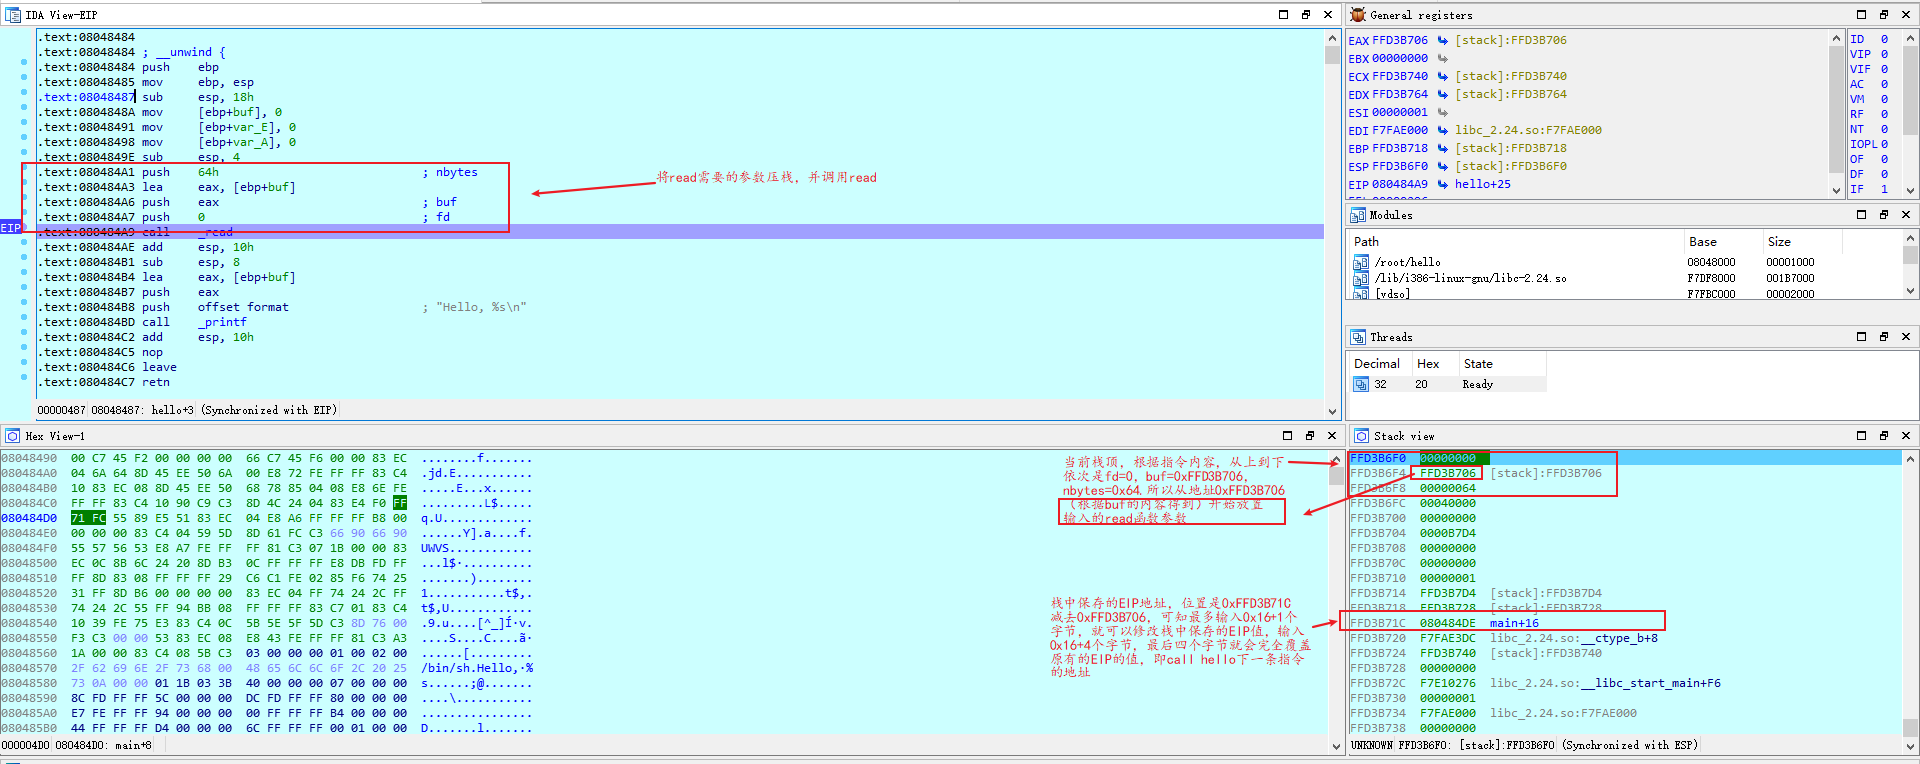 IDA View-EIP
.text:08048484
.text:08048484 ; __unwind {
.text:08048484 push ebp
.text:08048485 mov ebp, esp
.text:08048487 sub esp, 18h
.text:0804848A mov [ebp+buf], 0
.text:08048491 mov [ebp+var_E], 0
.text:08048498 mov [ebp+var_A], 0
.text:0804849E sub esp, 4
.text:080484A1 push 64h ; nbytes
.text:080484A3 lea eax, [ebp+buf]
.text:080484A6 push eax ; buf
.text:080484A7 push 0 ; fd
EIP .text:080484A9 call _read
.text:080484AE add esp, 10h
.text:080484B1 sub esp, 8
.text:080484B4 lea eax, [ebp+buf]
.text:080484B7 push eax
.text:080484B8 push offset format ; "Hello, %s\n"
.text:080484BD call _printf
.text:080484C2 add esp, 10h
.text:080484C5 nop
.text:080484C6 leave
.text:080484C7 retn
将read需要的参数压栈，并调用read
00000487 08048487: hello+3 (Synchronized with EIP)
General registers
EAX FFD3B706 [stack]:FFD3B706
EBX 00000000
ECX FFD3B740 [stack]:FFD3B740
EDX FFD3B764 [stack]:FFD3B764
ESI 00000001
EDI F7FAE000 libc_2.24.so:F7FAE000
EBP FFD3B718 [stack]:FFD3B718
ESP FFD3B6F0 [stack]:FFD3B6F0
EIP 080484A9 hello+25
ID 0
VIP 0
VIF 0
AC 0
VM 0
RF 0
NT 0
IOPL 0
OF 0
DF 0
IF 1
Modules
Path Base Size
/root/hello 08048000 00001000
/lib/i386-linux-gnu/libc-2.24.so F7DF8000 001B7000
[vdso] F7FBC000 00002000
Threads
Decimal Hex State
32 20 Ready
Hex View-1
08048490 00 C7 45 F2 00 00 00 00 66 C7 45 F6 00 00 83 EC ........f.......
080484A0 04 6A 64 8D 45 EE 50 6A 00 E8 72 FE FF FF 83 C4 .jd.E...........
080484B0 10 83 EC 08 8D 45 EE 50 68 78 85 04 08 E8 6E FE .....E...x......
080484C0 FF FF 83 C4 10 90 C9 C3 8D 4C 24 04 83 E4 F0 FF .........L$.....
080484D0 71 FC 55 89 E5 51 83 EC 04 E8 A6 FF FF FF B8 00 q.U.............
080484E0 00 00 00 83 C4 04 59 5D 8D 61 FC C3 66 90 66 90 ......Y].a....f.
080484F0 55 57 56 53 E8 A7 FE FF FF 81 C3 07 1B 00 00 83 UWVS............
08048500 EC 0C 8B 6C 24 20 8D B3 0C FF FF FF E8 DB FD FF ...l$·..........
08048510 FF 8D 83 08 FF FF FF 29 C6 C1 FE 02 85 F6 74 25 .......)........
08048520 31 FF 8D B6 00 00 00 00 83 EC 04 FF 74 24 2C FF 1...........t$,.
08048530 74 24 2C 55 FF 94 BB 08 FF FF FF 83 C7 01 83 C4 t$,U............
08048540 10 39 FE 75 E3 83 C4 0C 5B 5E 5F 5D C3 8D 76 00 .9.u....[^_]Í·v.
08048550 F3 C3 00 00 53 83 EC 08 E8 43 FE FF FF 81 C3 A3 ....S....C....ã·
08048560 1A 00 00 83 C4 08 5B C3 03 00 00 00 01 00 02 00 ......[.........
08048570 2F 62 69 6E 2F 73 68 00 48 65 6C 6C 6F 2C 20 25 /bin/sh.Hello,·%
08048580 73 0A 00 00 01 1B 03 3B 40 00 00 00 07 00 00 00 s......;@.......
08048590 8C FD FF FF 5C 00 00 00 DC FD FF FF 80 00 00 00 ....\...........
080485A0 E7 FE FF FF 94 00 00 00 00 FF FF FF B4 00 00 00 ................
080485B0 44 FF FF FF D4 00 00 00 6C FF FF FF 00 01 00 00 D.......l.......
000004D0 080484D0: main+8
当前栈顶，根据指令内容，从上到下
依次是fd=0，buf=0xFFD3B706，
nbytes=0x64.所以从地址0xFFD3B706
（根据buf的内容得到）开始放置
输入的read函数参数
栈中保存的EIP地址，位置是0xFFD3B71C
减去0xFFD3B706，可知最多输入0x16+1个
字节，就可以修改栈中保存的EIP值，输入
0x16+4个字节，最后四个字节就会完全覆盖
原有的EIP的值，即call hello下一条指令
的地址
Stack view
FFD3B6F0 00000000
FFD3B6F4 FFD3B706 [stack]:FFD3B706
FFD3B6F8 00000064
FFD3B6FC 00040000
FFD3B700 00000000
FFD3B704 0000B7D4
FFD3B708 00000000
FFD3B70C 00000000
FFD3B710 00000001
FFD3B714 FFD3B7D4 [stack]:FFD3B7D4
FFD3B718 FFD3B728 [stack]:FFD3B728
FFD3B71C 080484DE main+16
FFD3B720 F7FAE3DC libc_2.24.so:__ctype_b+8
FFD3B724 FFD3B740 [stack]:FFD3B740
FFD3B728 00000000
FFD3B72C F7E10276 libc_2.24.so:__libc_start_main+F6
FFD3B730 00000001
FFD3B734 F7FAE000 libc_2.24.so:F7FAE000
FFD3B738 00000000
UNKNOWN FFD3B6F0: [stack]:FFD3B6F0 (Synchronized with ESP)